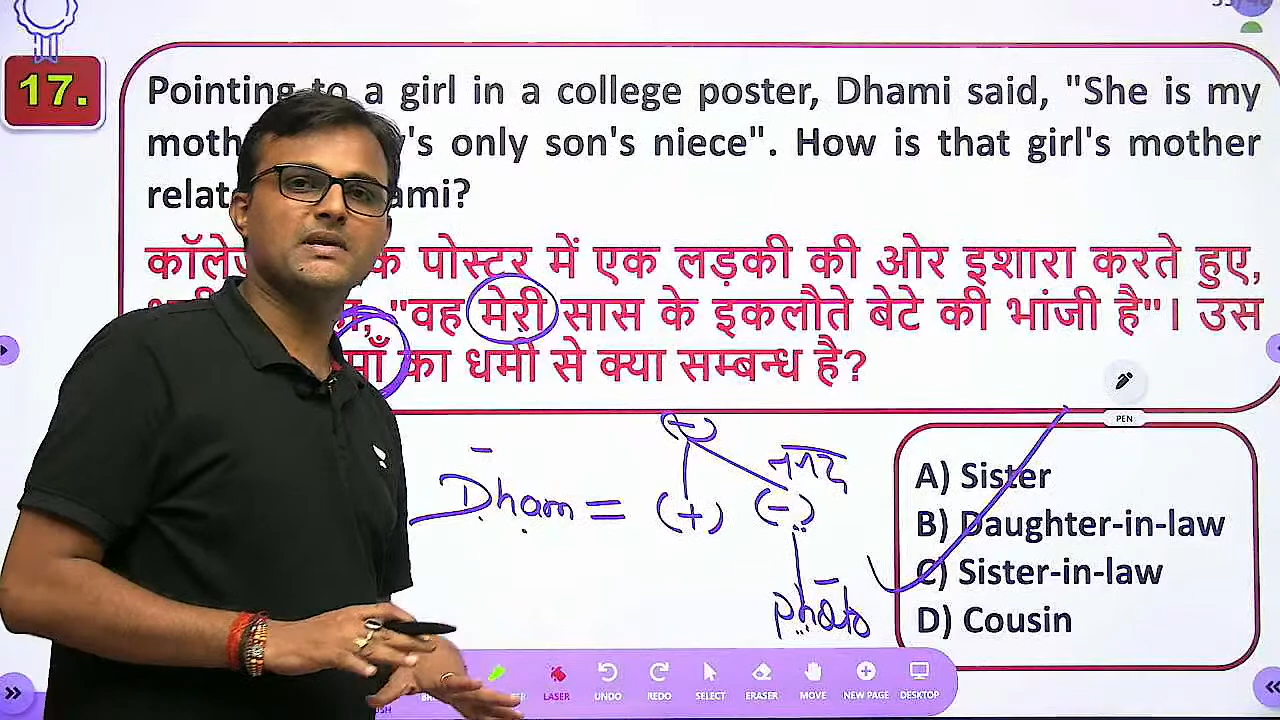 17.
Pointing to a girl in a college poster, Dhami said, "She is my
only son's niece". How is that girl's mother
ami?
पोस्टर में एक लड़की की ओर इशारा करते हुए,
"वह मेरी सास के इकलौते बेटे की भांजी है"। उस
माँ का धमी से क्या सम्बन्ध है?
PEN
A) Sister
B) Daughter-in-law
C) Sister-in-law
D) Cousin
Dham = (+) (-)
(-)
ननद
photo
LASER
UNDO
REDO
SELECT
ERASER
MOVE
NEW PAGE
DESKTOP